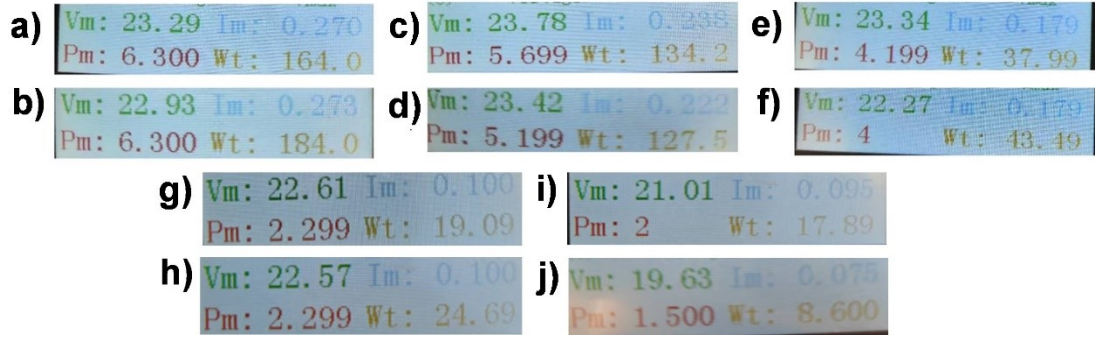 a) Vm: 23.29 Im: 0.270
Pm: 6.300 Wt: 164.0
b) Vm: 22.93 Im: 0.273
Pm: 6.300 Wt: 184.0
c) Vm: 23.78 Im: 0.238
Pm: 5.699 Wt: 134.2
d) Vm: 23.42 Im: 0.222
Pm: 5.199 Wt: 127.5
e) Vm: 23.34 Im: 0.179
Pm: 4.199 Wt: 37.99
f) Vm: 22.27 Im: 0.179
Pm: 4 Wt: 43.49
g) Vm: 22.61 Im: 0.100
Pm: 2.299 Wt: 19.09
h) Vm: 22.57 Im: 0.100
Pm: 2.299 Wt: 24.69
i) Vm: 21.01 Im: 0.095
Pm: 2 Wt: 17.89
j) Vm: 19.63 Im: 0.075
Pm: 1.500 Wt: 8.600